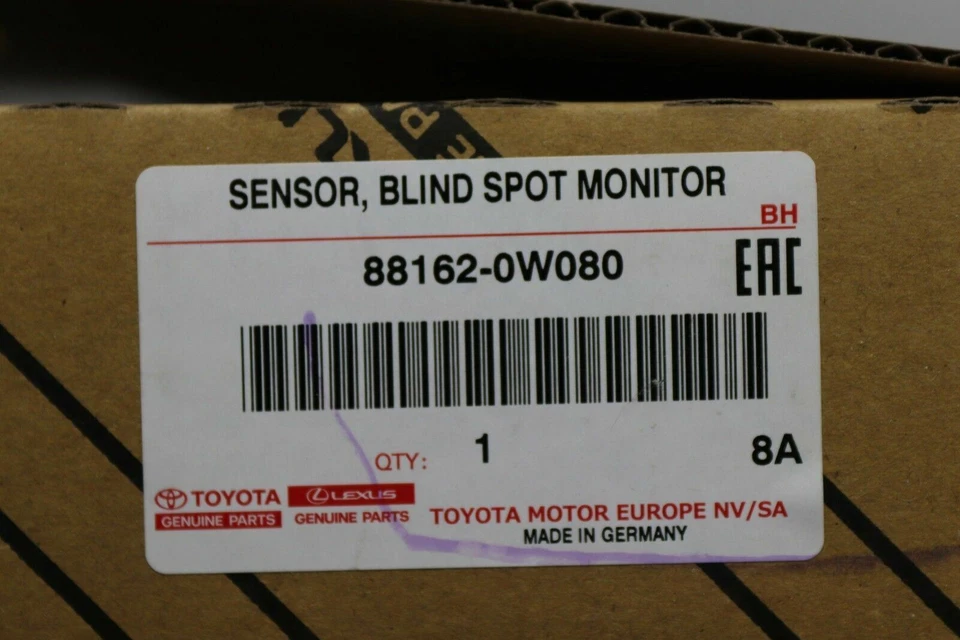 SENSOR, BLIND SPOT MONITOR
BH
88162-0W080
EAC
QTY: 1
8A
TOYOTA
GENUINE PARTS
LEXUS
GENUINE PARTS
TOYOTA MOTOR EUROPE NV/SA
MADE IN GERMANY